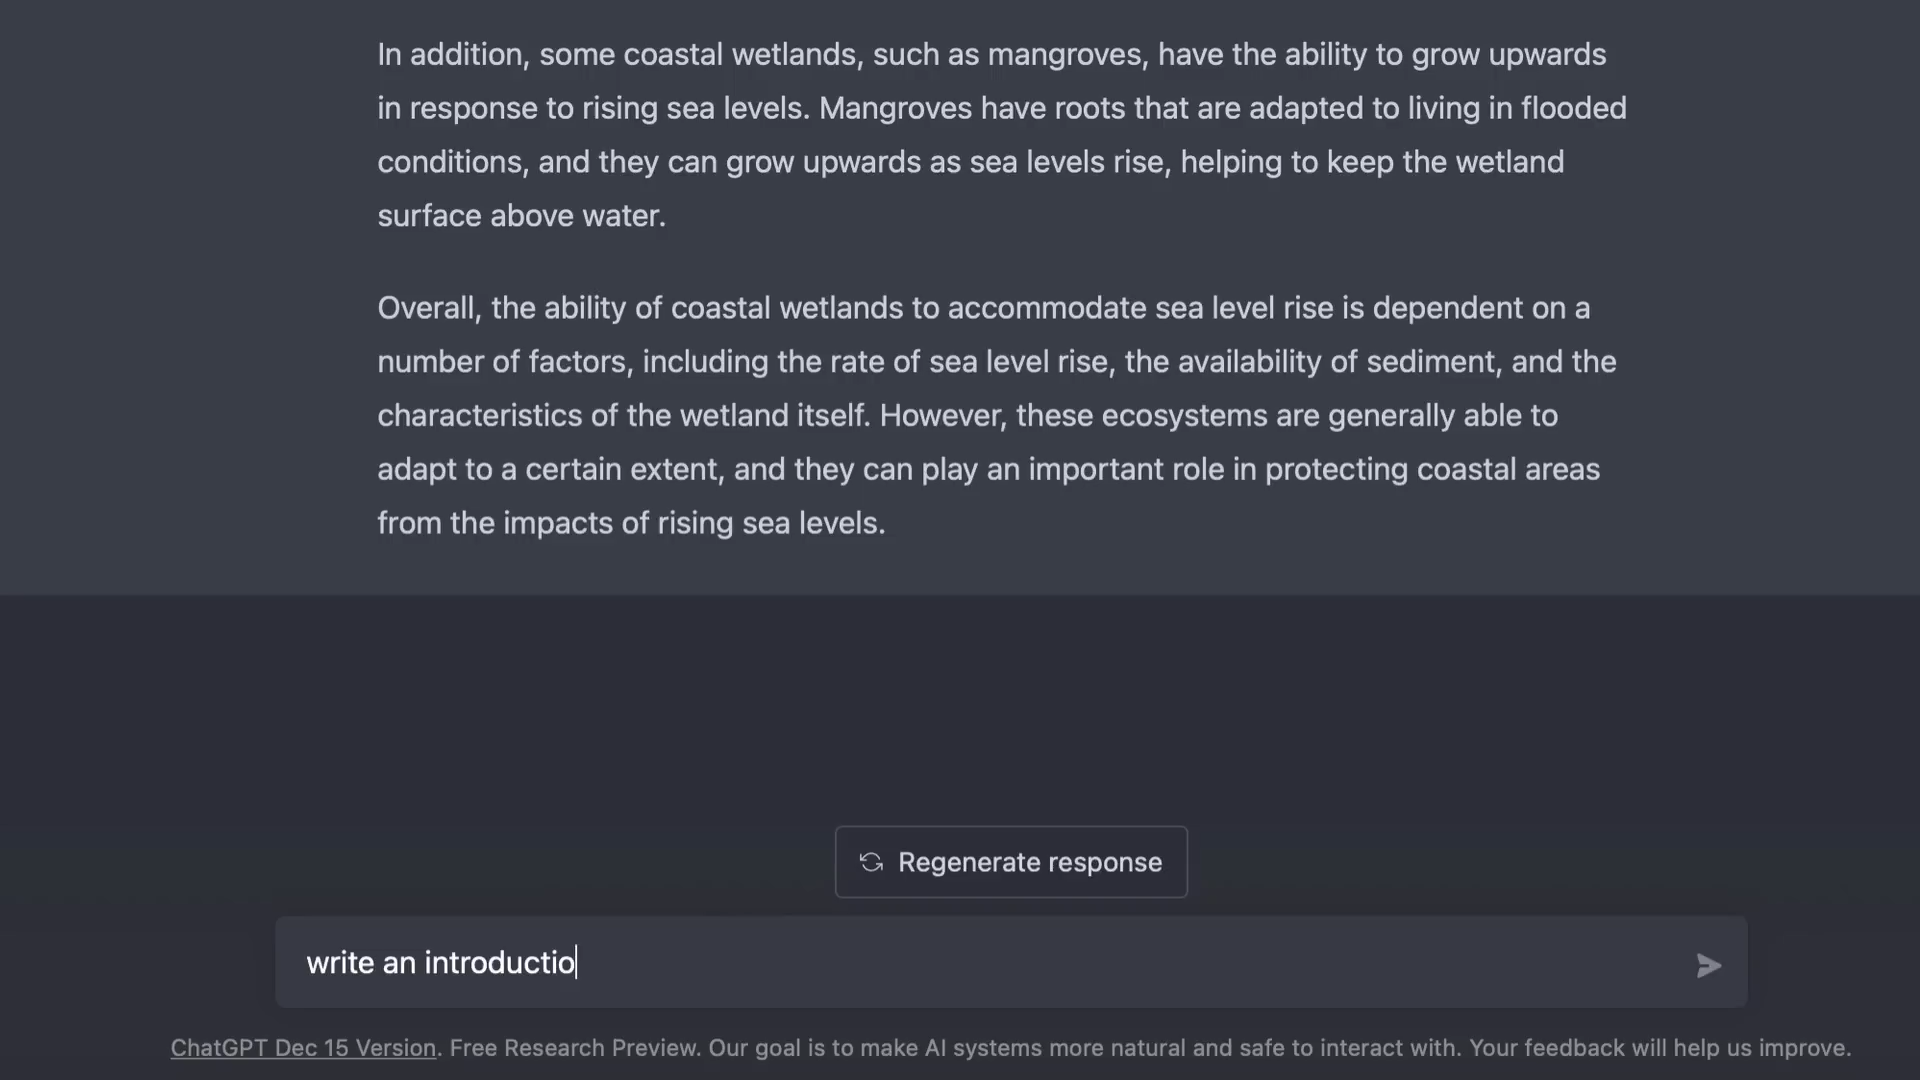 In addition, some coastal wetlands, such as mangroves, have the ability to grow upwards
in response to rising sea levels. Mangroves have roots that are adapted to living in flooded
conditions, and they can grow upwards as sea levels rise, helping to keep the wetland
surface above water.
Overall, the ability of coastal wetlands to accommodate sea level rise is dependent on a
number of factors, including the rate of sea level rise, the availability of sediment, and the
characteristics of the wetland itself. However, these ecosystems are generally able to
adapt to a certain extent, and they can play an important role in protecting coastal areas
from the impacts of rising sea levels.
Regenerate response
write an introductio
ChatGPT Dec 15 Version. Free Research Preview. Our goal is to make AI systems more natural and safe to interact with. Your feedback will help us improve.